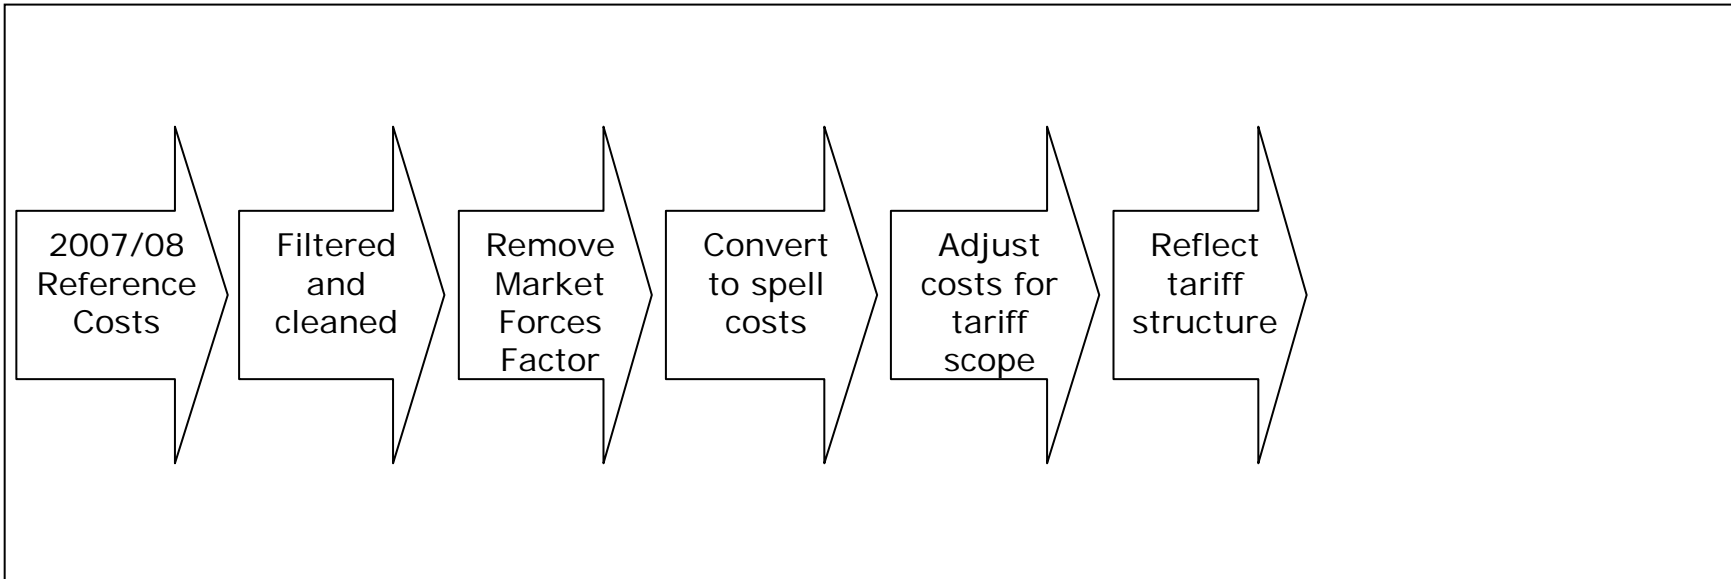 2007/08
Reference
Costs
Filtered
and
cleaned
Remove
Market
Forces
Factor
Convert
to spell
costs
Adjust
costs for
tariff
scope
Reflect
tariff
structure